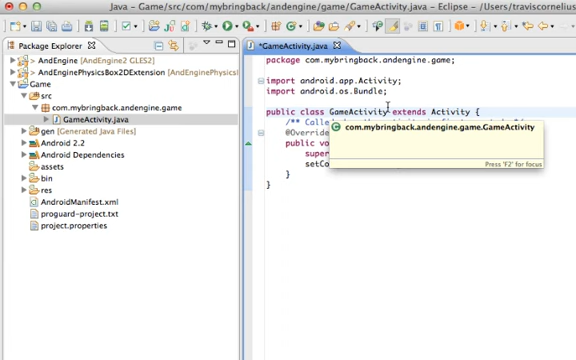 Java - Game/src/com/mybringback/andengine/game/GameActivity.java - Eclipse - /Users/traviscornelius
Package Explorer
> AndEngine [AndEngine2 GLES2]
> AndEnginePhysicsBox2DExtension
Game
src
com.mybringback.andengine.game
GameActivity.java
gen [Generated Java Files]
Android 2.2
Android Dependencies
assets
bin
res
AndroidManifest.xml
proguard-project.txt
project.properties
*GameActivity.java
package com.mybringback.andengine.game;
import android.app.Activity;
import android.os.Bundle;
public class GameActivity extends Activity {
/** Calle
@Override
public vo
super
setCo
}
}
com.mybringback.andengine.game.GameActivity
Press 'F2' for focus